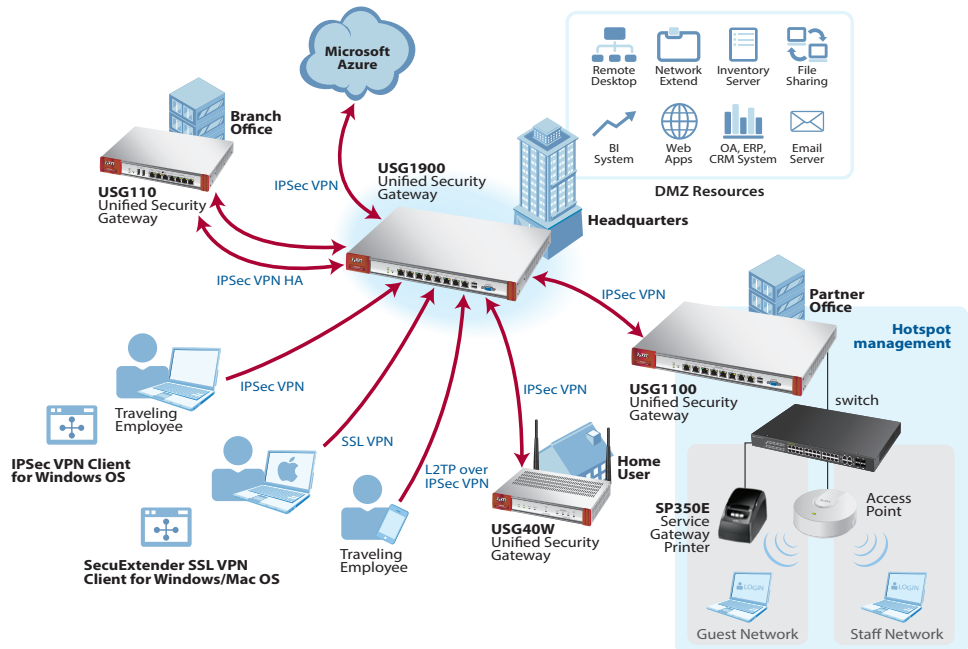 Microsoft
Azure
Remote
Desktop
Network
Extend
Inventory
Server
File
Sharing
BI
System
Web
Apps
OA, ERP,
CRM System
Email
Server
DMZ Resources
Branch
Office
USG110
Unified Security
Gateway
IPSec VPN
USG1900
Unified Security
Gateway
Headquarters
IPSec VPN HA
IPSec VPN
Partner
Office
Hotspot
management
USG1100
Unified Security
Gateway
switch
IPSec VPN
Traveling
Employee
IPSec VPN Client
for Windows OS
SSL VPN
SecuExtender SSL VPN
Client for Windows/Mac OS
L2TP over
IPSec VPN
Traveling
Employee
IPSec VPN
Home
User
USG40W
Unified Security
Gateway
SP350E
Service
Gateway
Printer
Access
Point
LOGIN
LOGIN
Guest Network
Staff Network